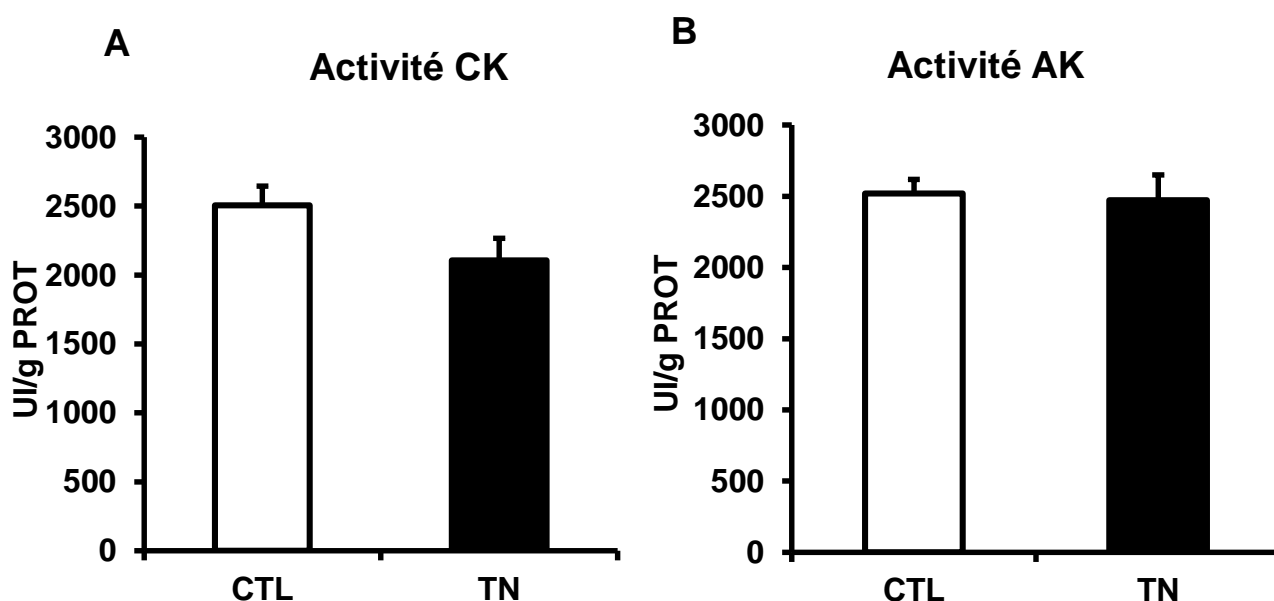 A
Activité CK
3000
2500
2000
1500
1000
500
0
UI/g PROT
CTL
TN
B
Activité AK
3000
2500
2000
1500
1000
500
0
UI/g PROT
CTL
TN